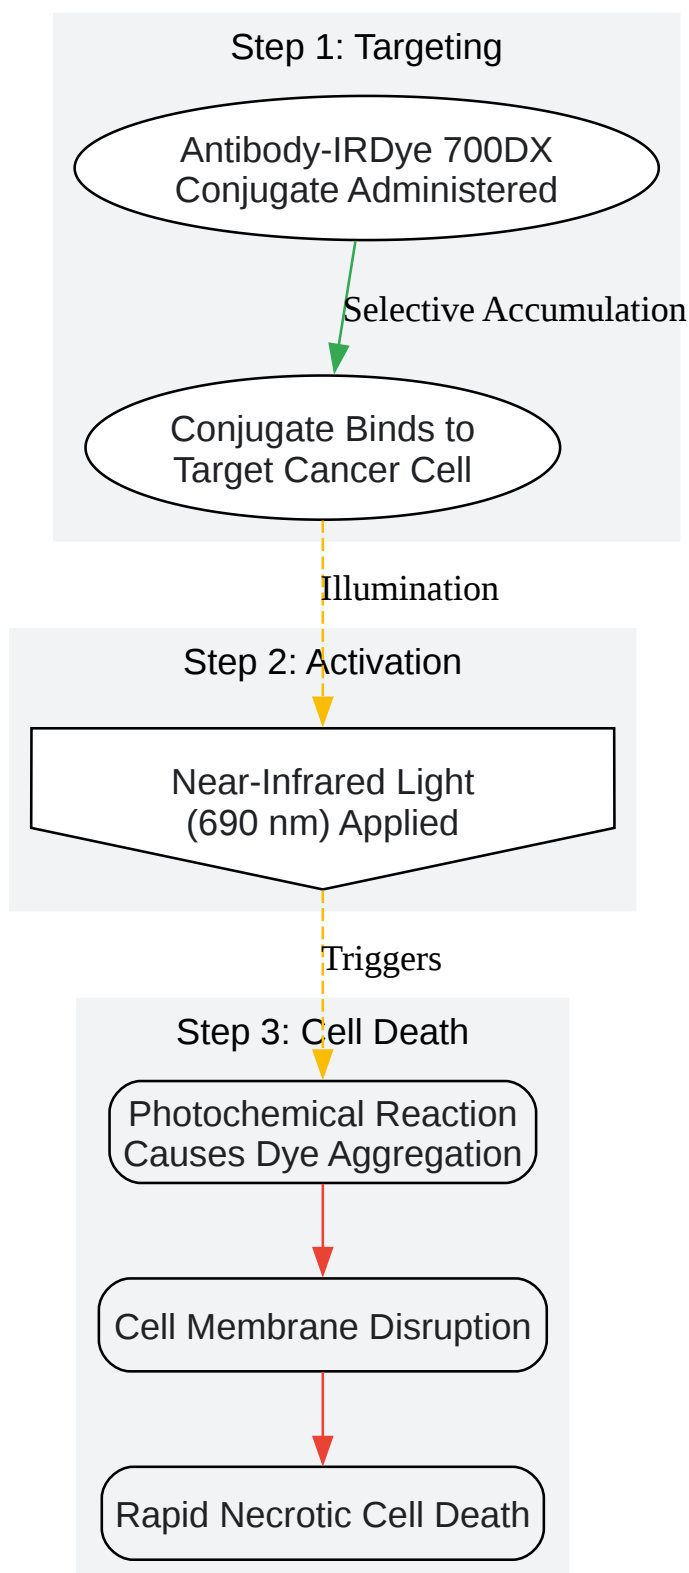 Step 1: Targeting
Antibody-IRDye 700DX
Conjugate Administered
Selective Accumulation
Conjugate Binds to
Target Cancer Cell
Illumination
Step 2: Activation
Near-Infrared Light
(690 nm) Applied
Triggers
Step 3: Cell Death
Photochemical Reaction
Causes Dye Aggregation
Cell Membrane Disruption
Rapid Necrotic Cell Death